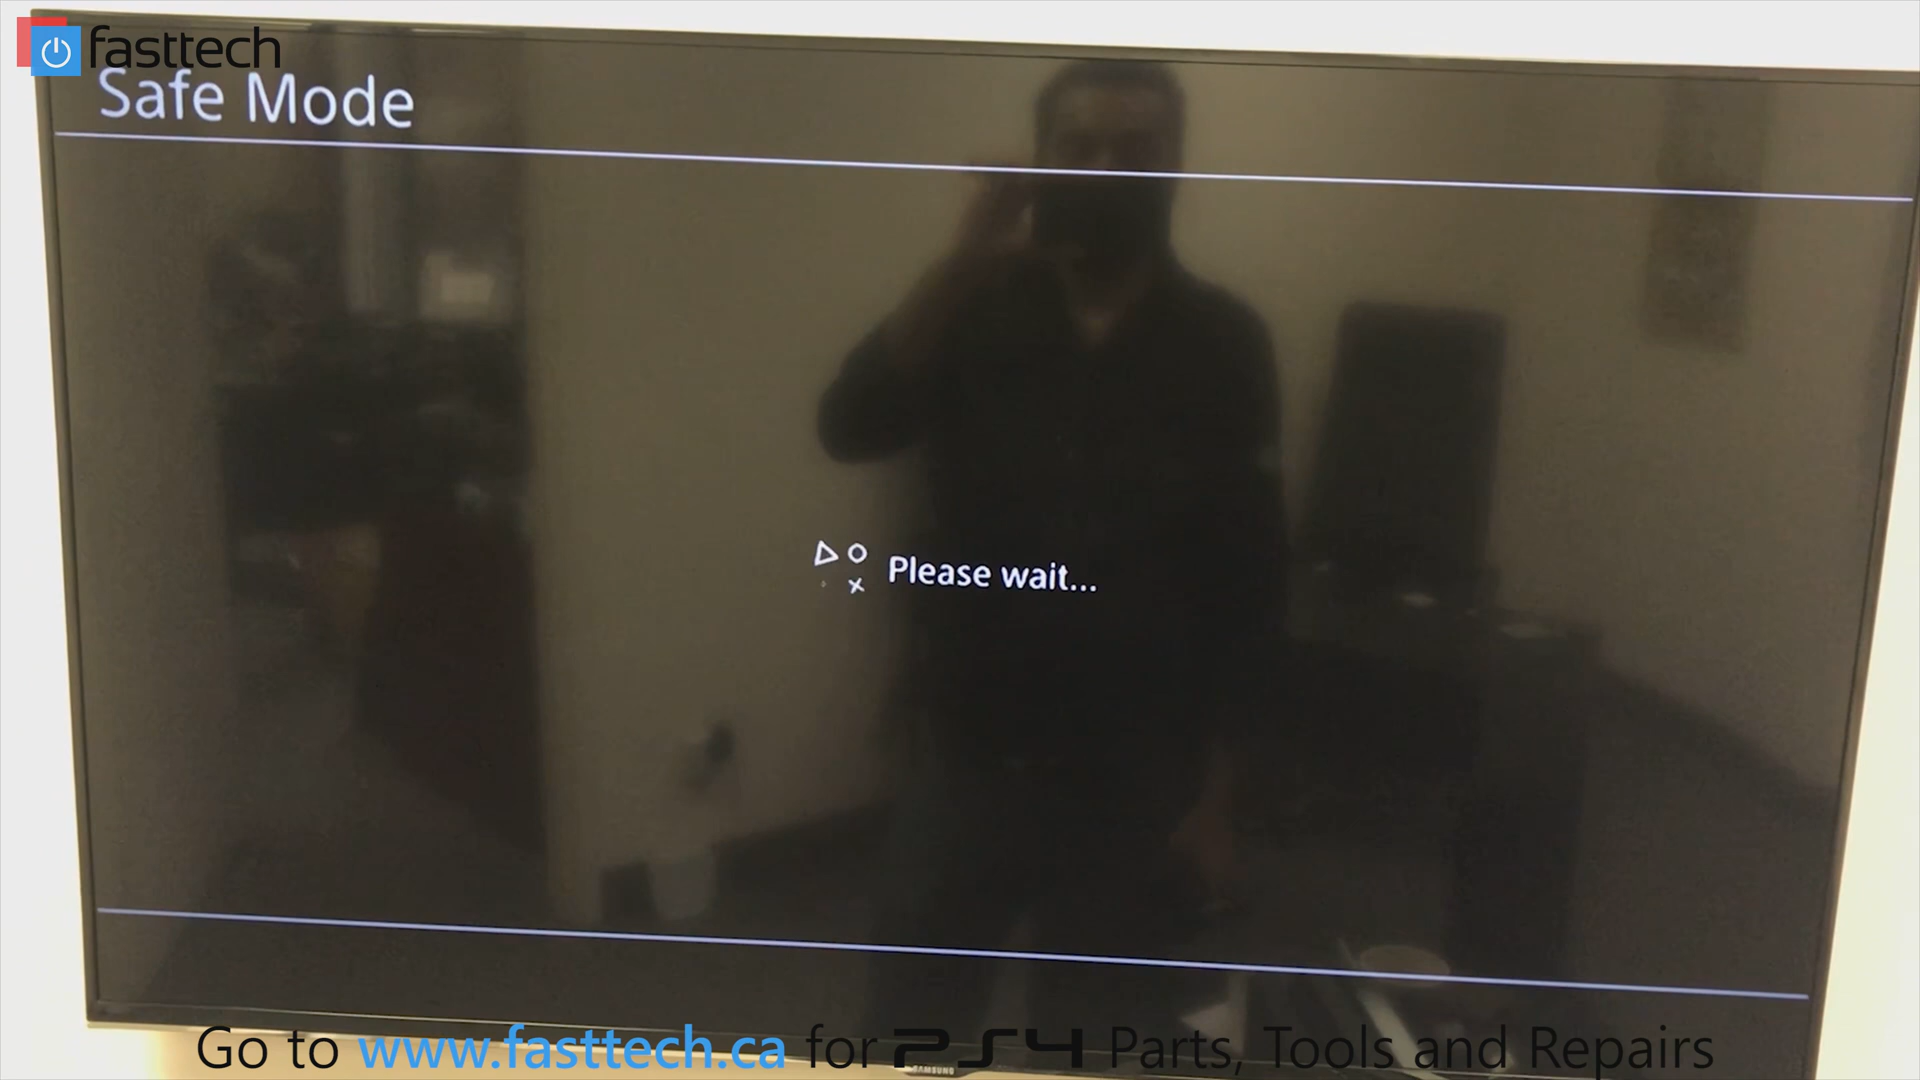 fasttech
Safe Mode
Please wait...
Go to www.fasttech.ca for PS4 Parts, Tools and Repairs
SAMSUNG